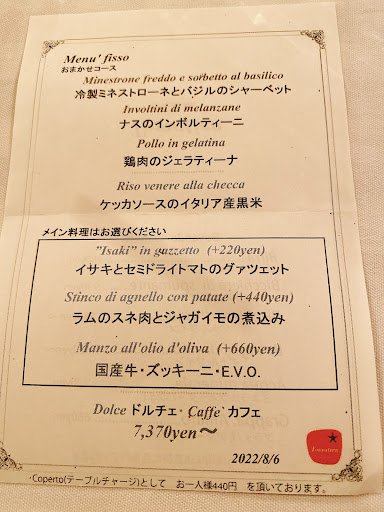 Menu' fisso
おまかせコース
Minestrone freddo e sorbetto al basilico
冷製ミネストローネとバジルのシャーベット
Involtini di melanzane
ナスのインボルティーニ
Pollo in gelatina
鶏肉のジェラティーナ
Riso venere alla checca
ケッカソースのイタリア産黒米
メイン料理はお選びください
"Isaki" in gazzetto (+220yen)
イサキとセミドライトマトのグァツェット
Stinco di agnello con patate (+440yen)
ラムのスネ肉とジャガイモの煮込み
Manzo all'olio d'oliva (+660yen)
国産牛・ズッキーニ・E.V.O.
Dolce ドルチェ・ Caffe` カフェ
7,370yen～
2022/8/6
・Coperto(テーブルチャージ)として お一人様440円 を頂いております。